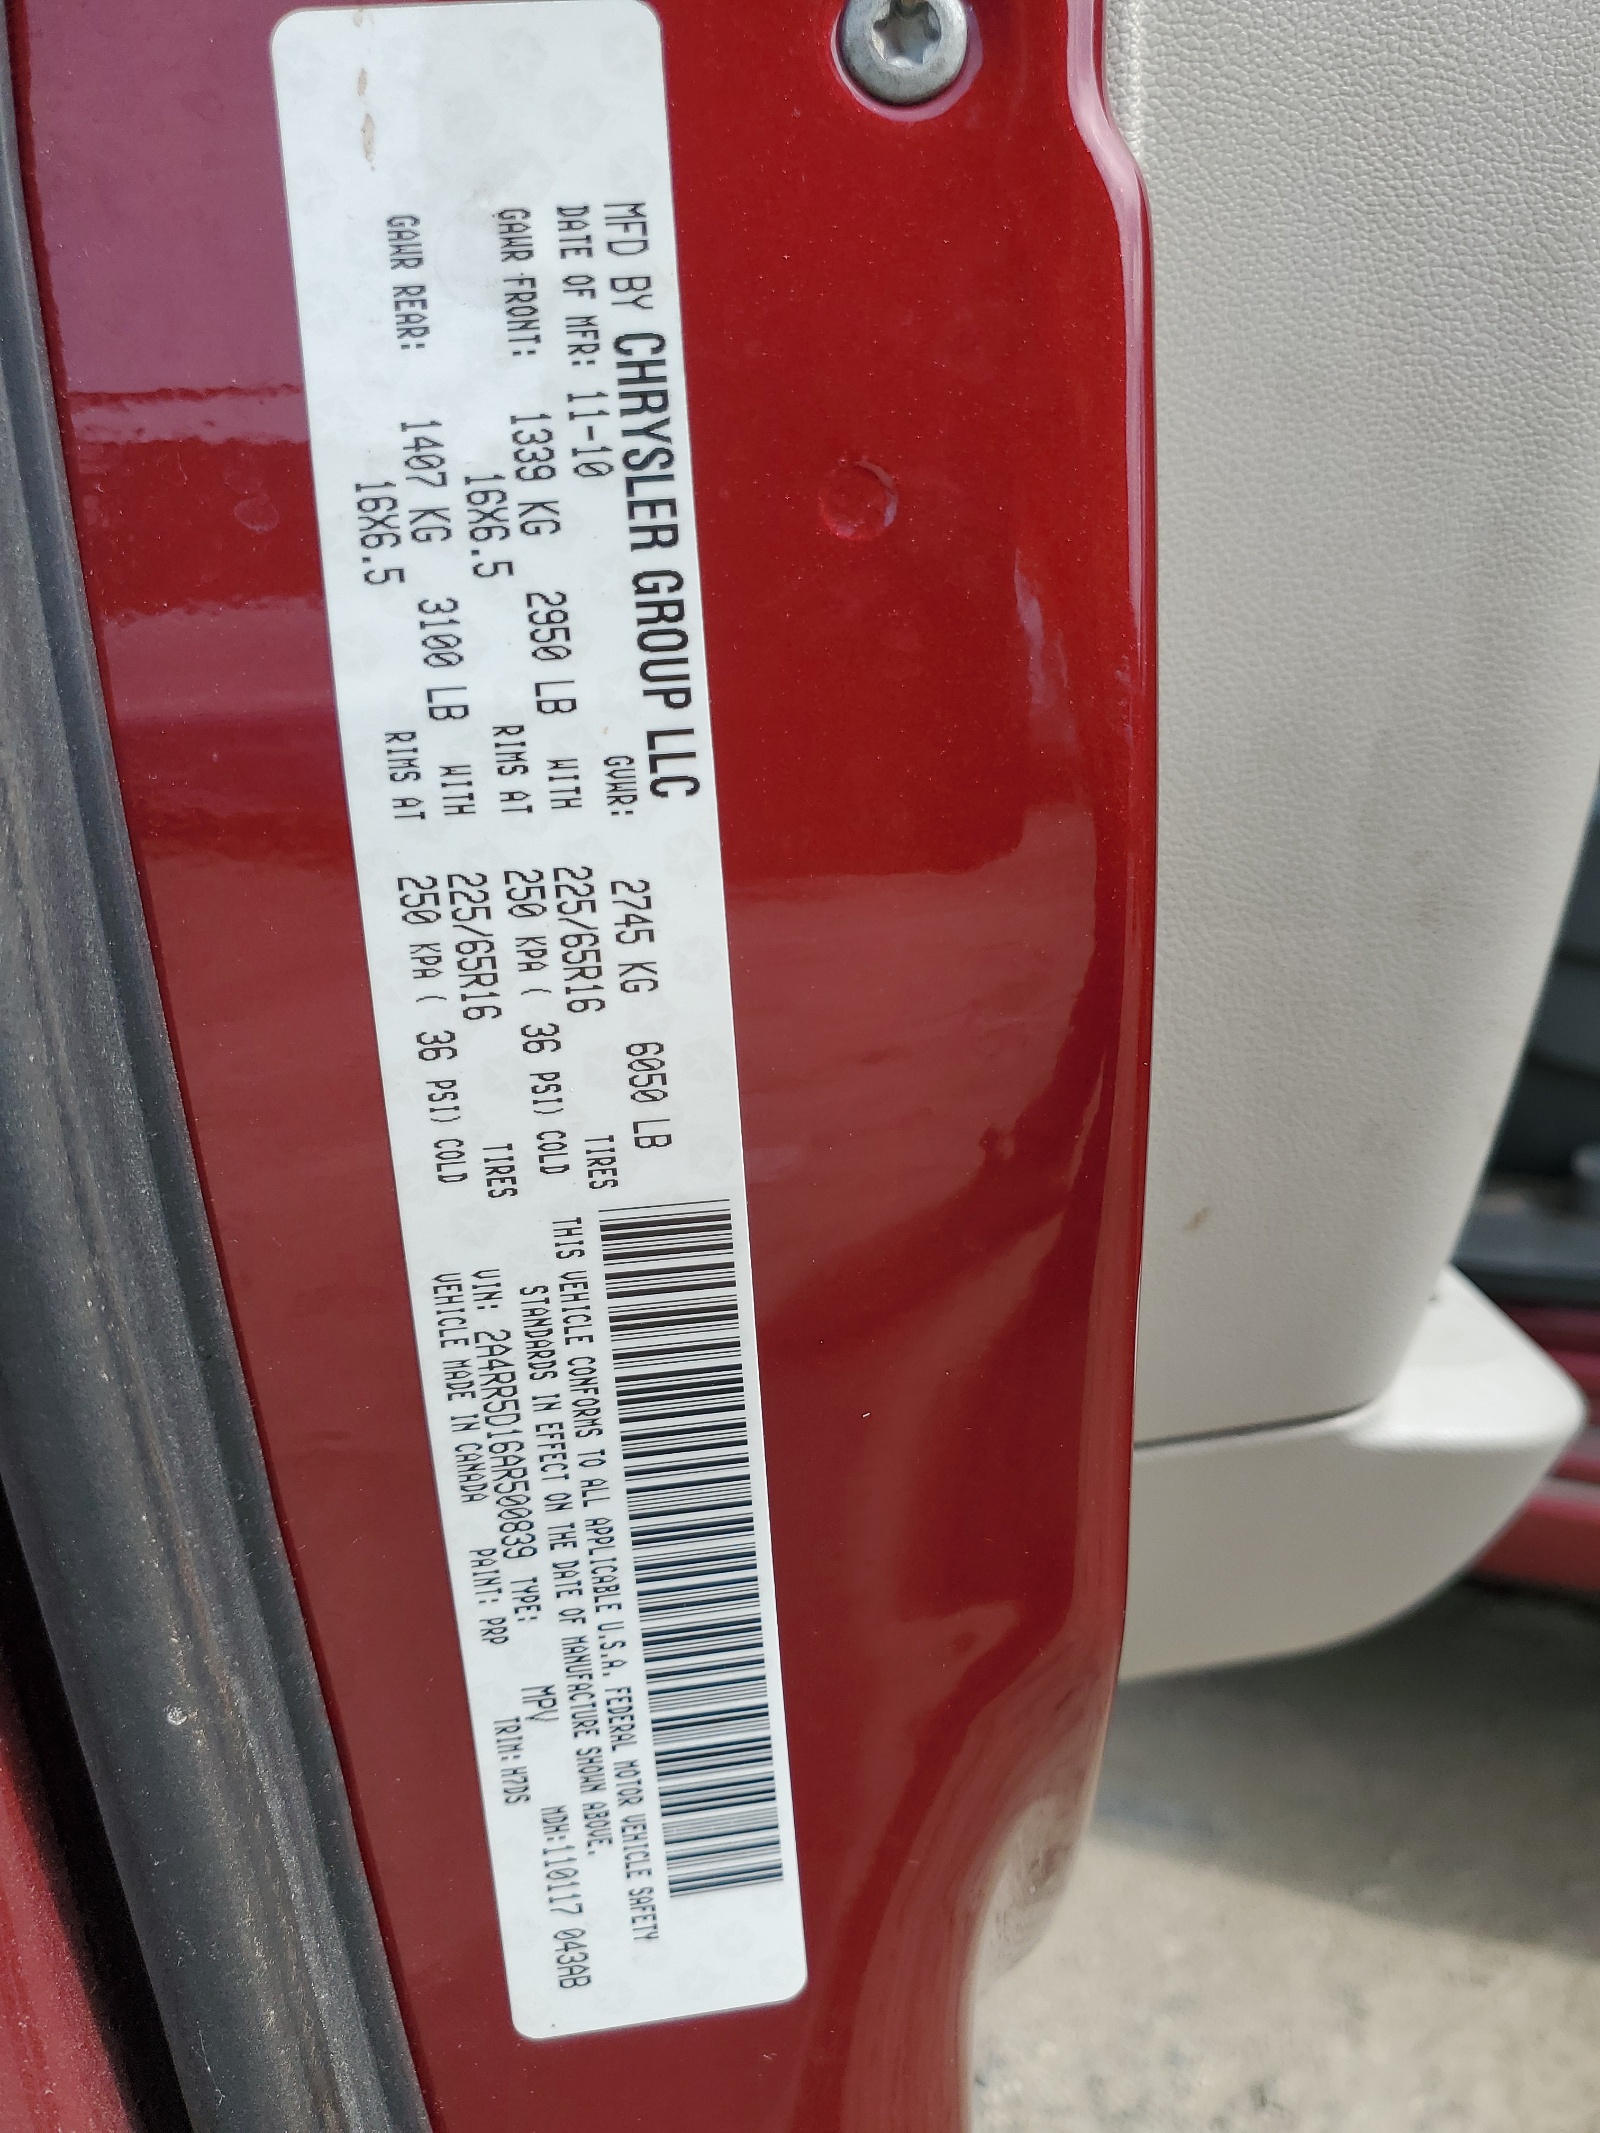 MFD BY CHRYSLER GROUP LLC
DATE OF MFR: 11-10 GVWR: 2745 KG 6050 LB
GAWR FRONT: 1339 KG 2950 LB WITH 225/65R16 TIRES
16X6.5 RIMS AT 250 KPA ( 36 PSI) COLD
GAWR REAR: 1407 KG 3100 LB WITH 225/65R16 TIRES
16X6.5 RIMS AT 250 KPA ( 36 PSI) COLD
THIS VEHICLE CONFORMS TO ALL APPLICABLE U.S.A. FEDERAL MOTOR VEHICLE SAFETY
STANDARDS IN EFFECT ON THE DATE OF MANUFACTURE SHOWN ABOVE.
VIN: 2A4RR5D16AR500839 TYPE: MPV MDH:110117 043AB
VEHICLE MADE IN CANADA PAINT: PRP TRIM: H7DS